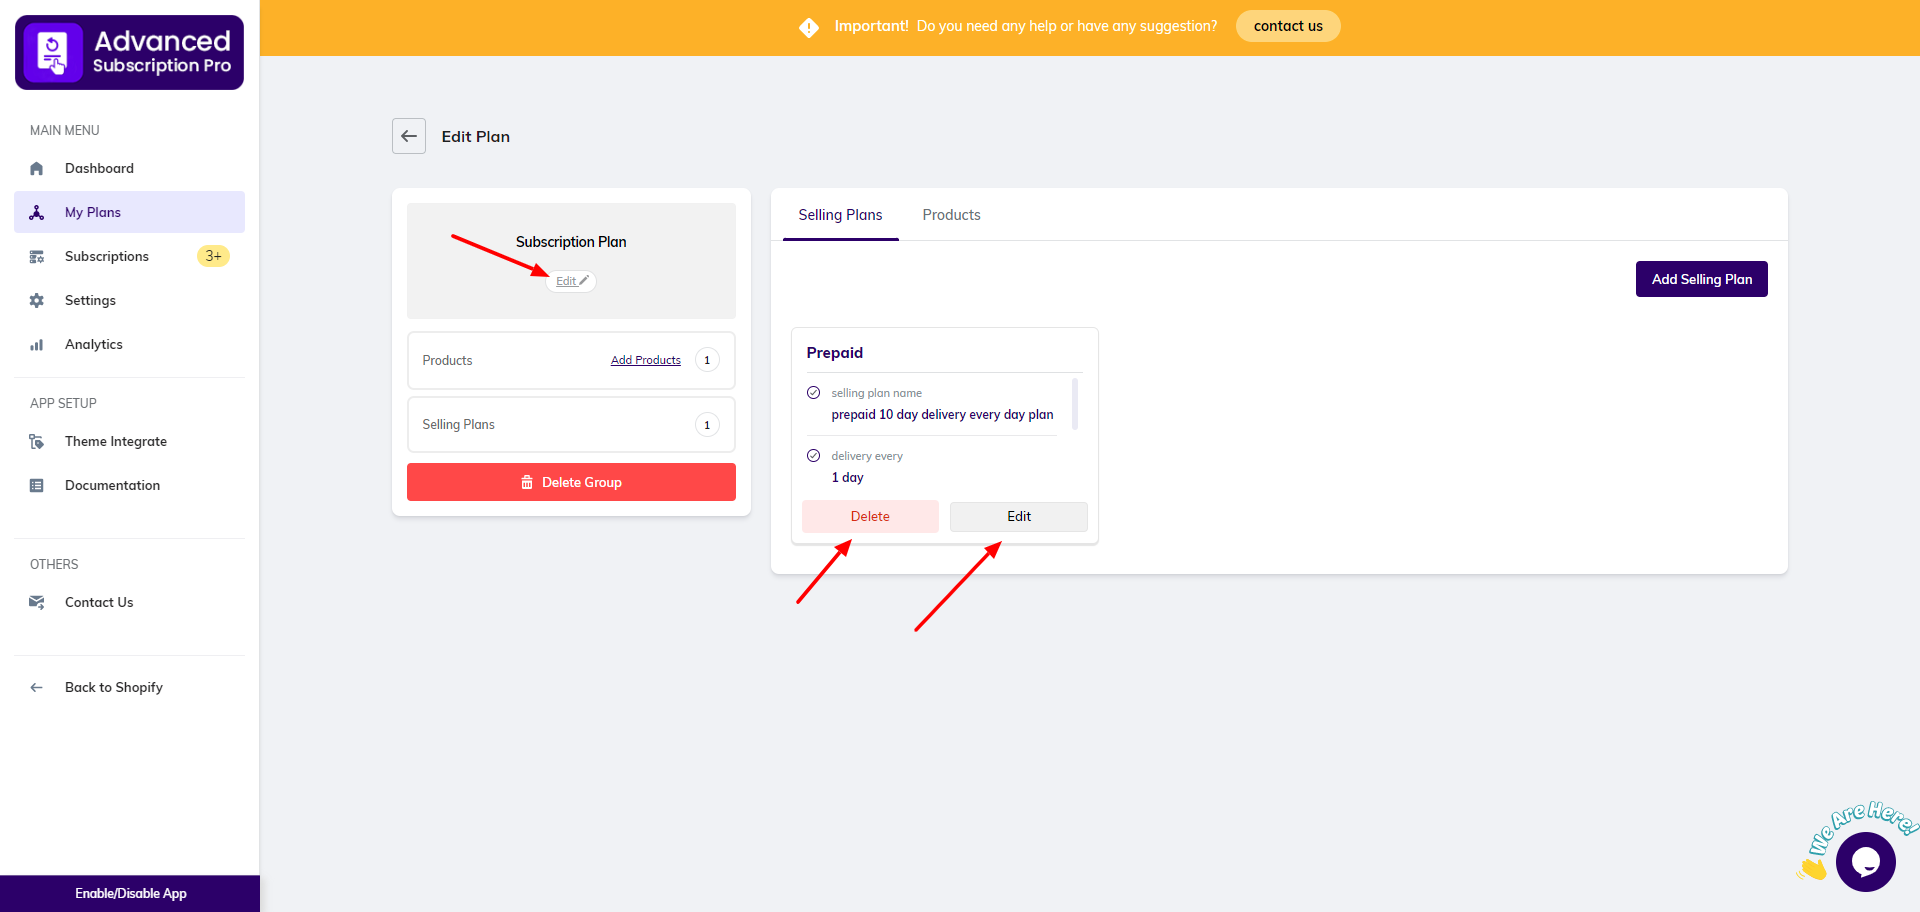 Advanced
Subscription Pro
Important! Do you need any help or have any suggestion? contact us
MAIN MENU
Dashboard
My Plans
Subscriptions 3+
Settings
Analytics
APP SETUP
Theme Integrate
Documentation
OTHERS
Contact Us
Back to Shopify
Enable/Disable App
Edit Plan
Subscription Plan
Edit
Products Add Products 1
Selling Plans 1
Delete Group
Selling Plans Products
Add Selling Plan
Prepaid
selling plan name
prepaid 10 day delivery every day plan
delivery every
1 day
Delete Edit
We Are Here!